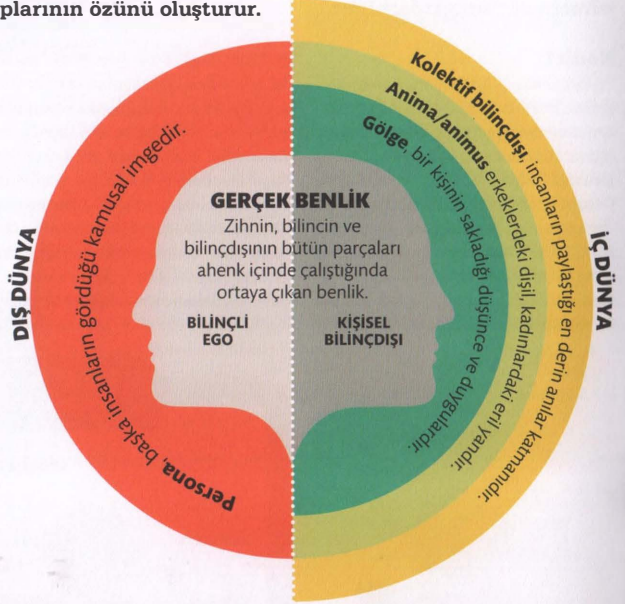 plarının özünü oluşturur.
DIŞ DÜNYA
Persona, başka insanların gördüğü kamusal imgedir.
GERÇEK BENLİK
Zihnin, bilincin ve
bilinçdışının bütün parçaları
ahenk içinde çalıştığında
ortaya çıkan benlik.
BİLİNÇLİ
EGO
KİŞİSEL
BİLİNÇDIŞI
Gölge, bir kişinin sakladığı düşünce ve duygulardır.
Anima/animus erkeklerdeki dişil, kadınlardaki eril yandır.
Kolektif bilinçdışı, insanların paylaştığı en derin anılar katmanıdır.
İÇ DÜNYA